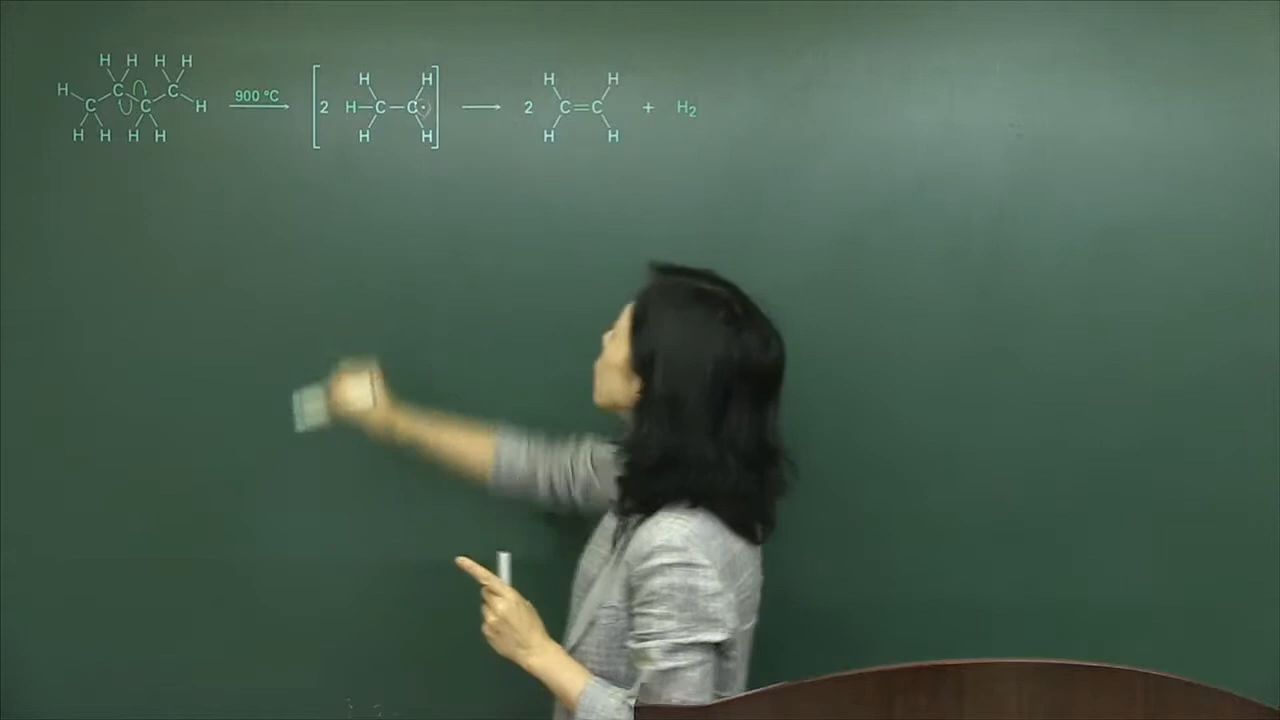 H H H H
H C C 900 °C [ 2 H H ] H H
C C H H—C—C· ⟶ 2 C=C + H₂
H H H H H H H H